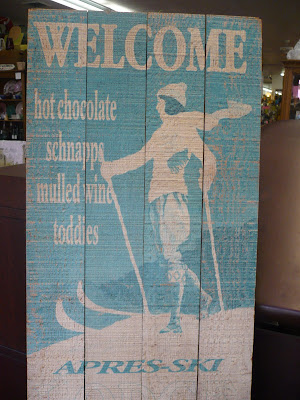 WELCOME
hot chocolate
schnapps
mulled wine
toddies
APRES-SKI